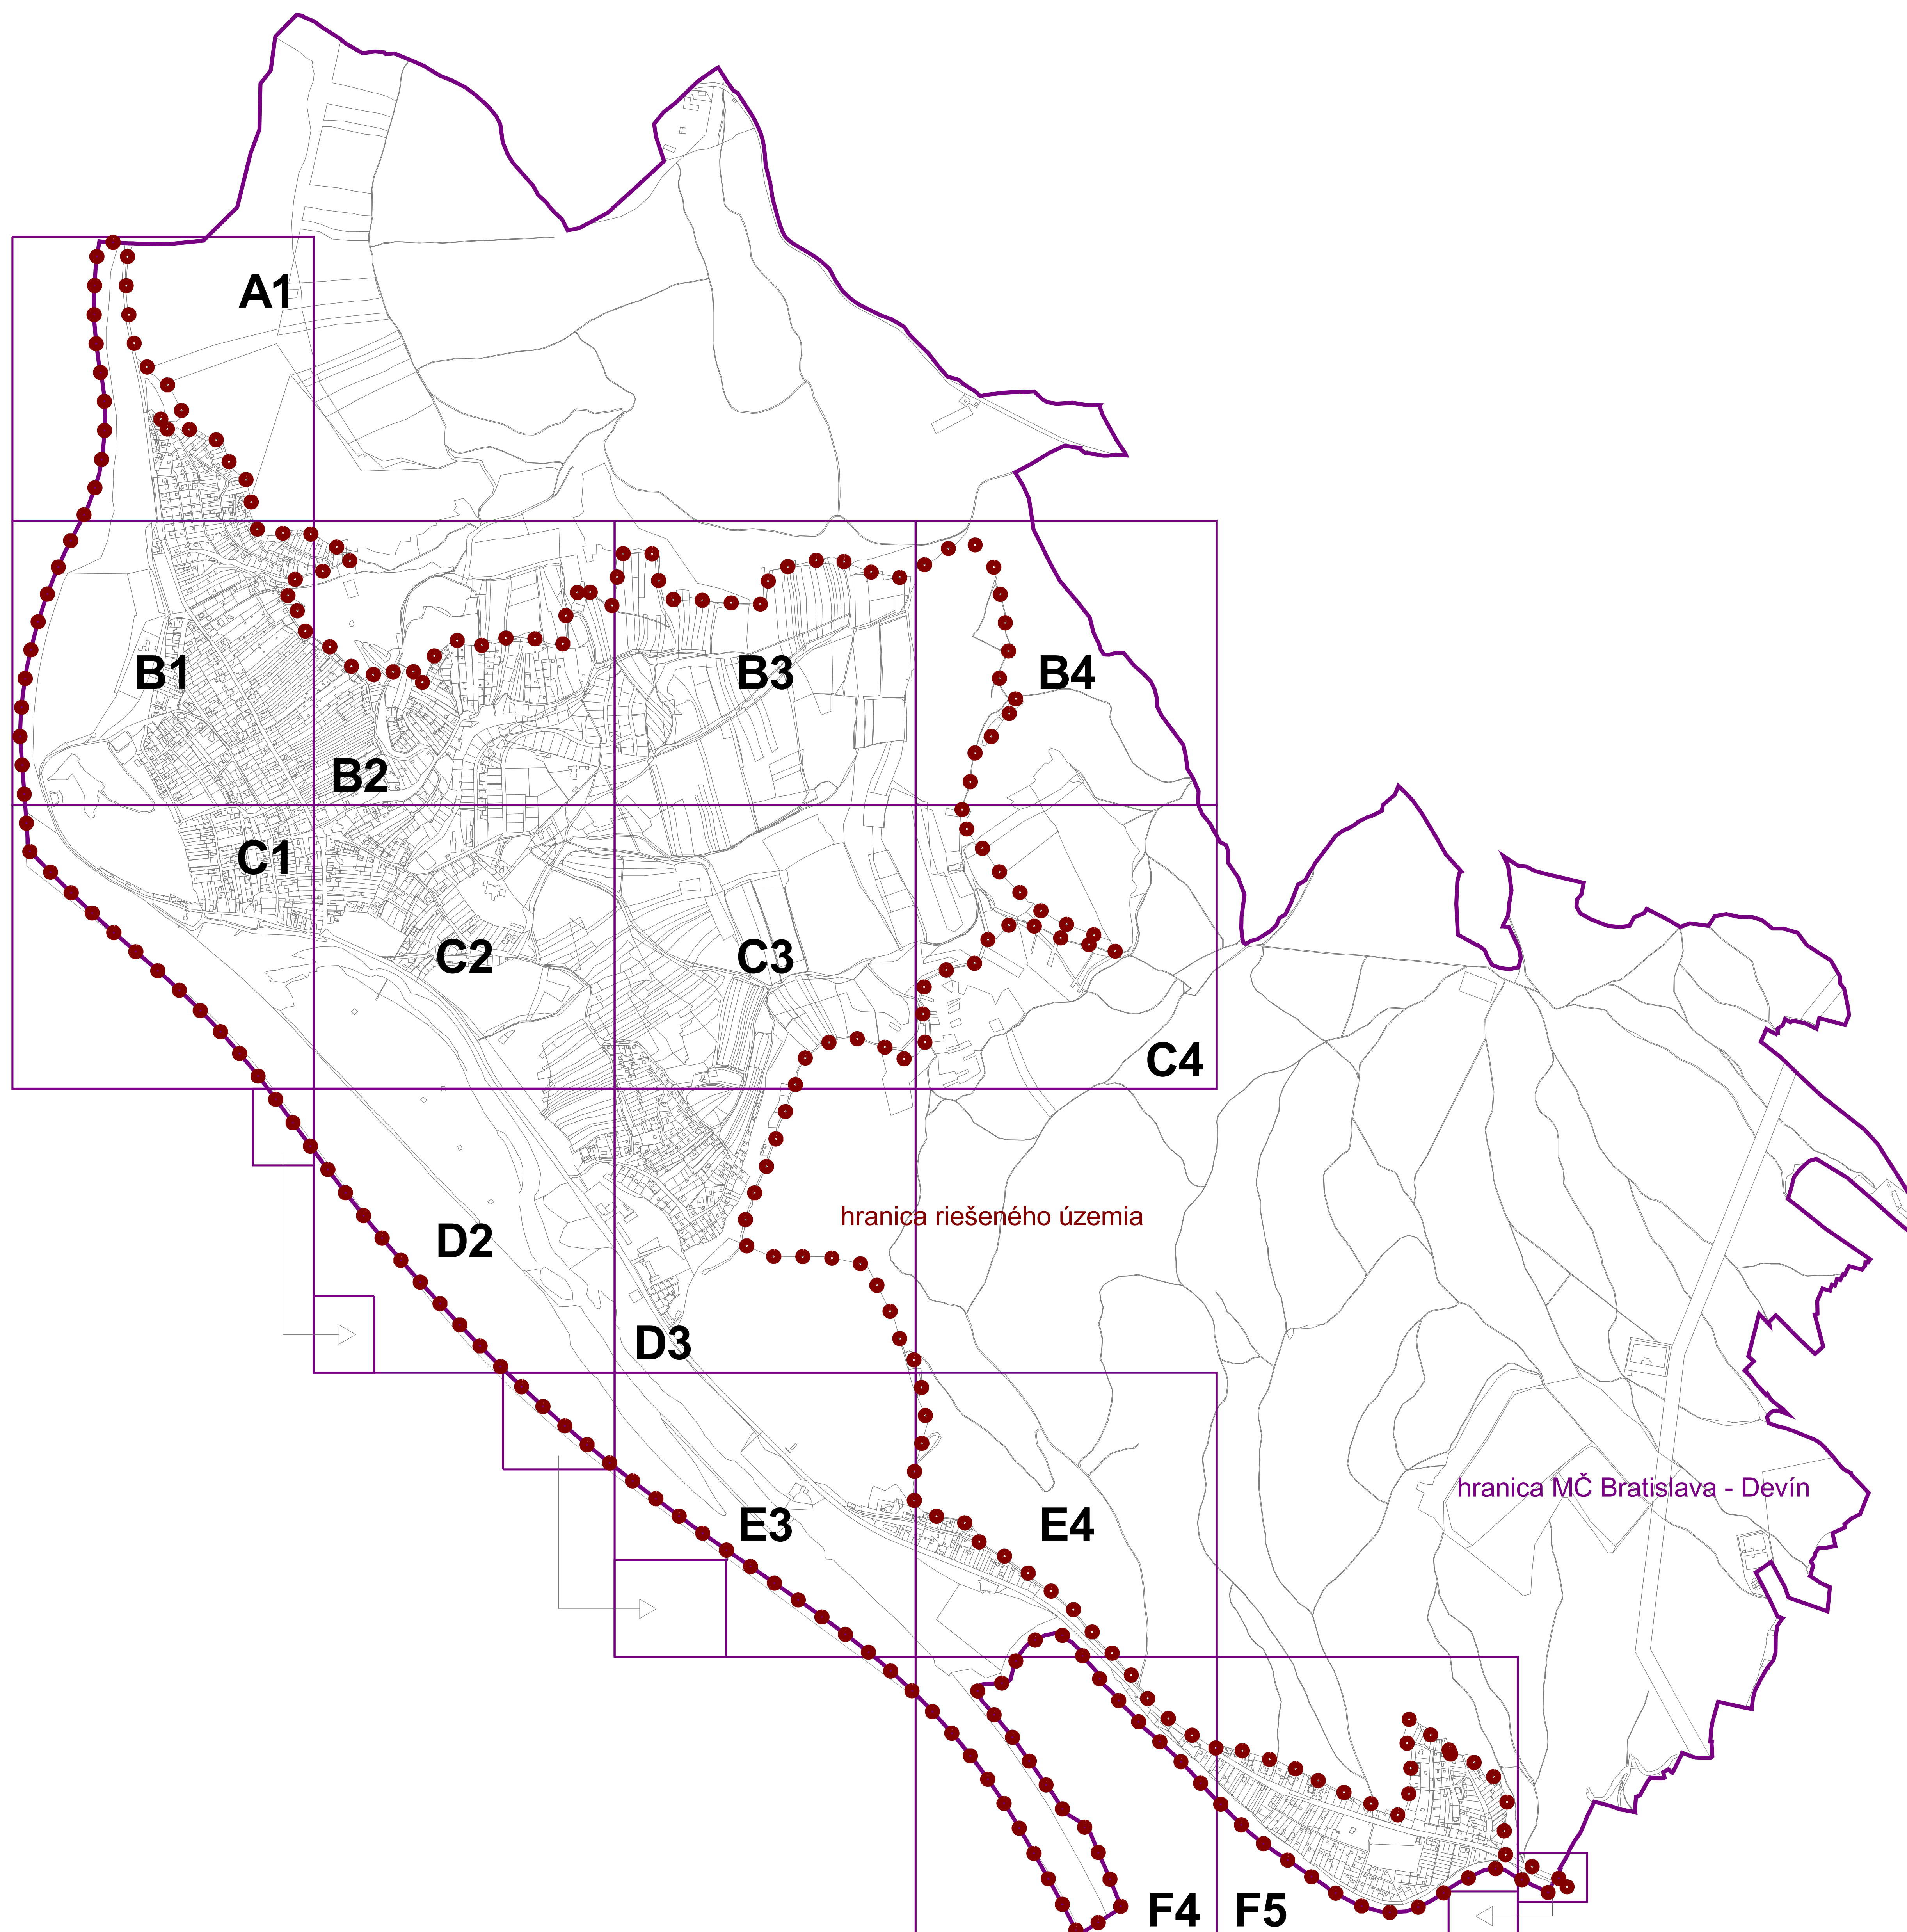 A1
B1
B3
B4
B2
C1
C2
C3
C4
hranica riešeného územia
D2
D3
hranica MČ Bratislava - Devín
E3
E4
F4
F5